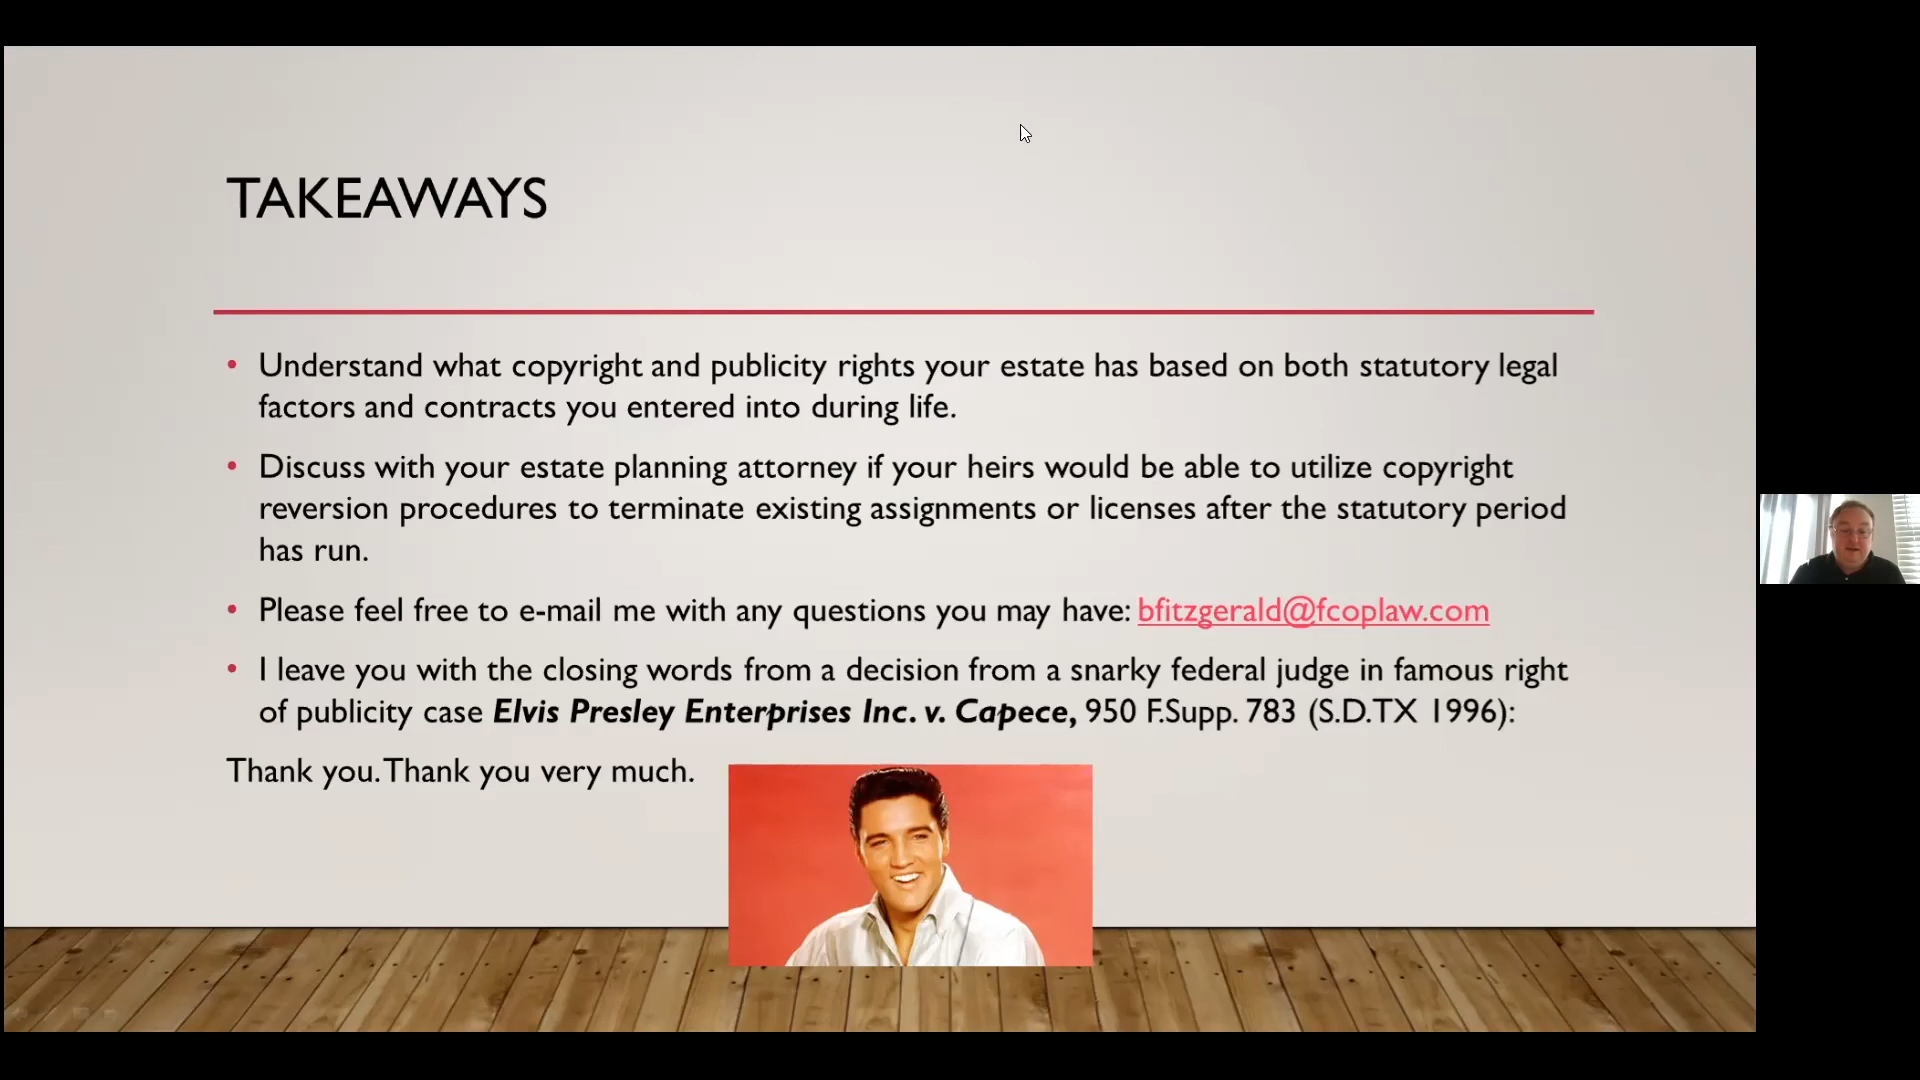 TAKEAWAYS
• Understand what copyright and publicity rights your estate has based on both statutory legal
factors and contracts you entered into during life.
• Discuss with your estate planning attorney if your heirs would be able to utilize copyright
reversion procedures to terminate existing assignments or licenses after the statutory period
has run.
• Please feel free to e-mail me with any questions you may have: bfitzgerald@fcoplaw.com
• I leave you with the closing words from a decision from a snarky federal judge in famous right
of publicity case Elvis Presley Enterprises Inc. v. Capece, 950 F.Supp. 783 (S.D.TX 1996):
Thank you. Thank you very much.